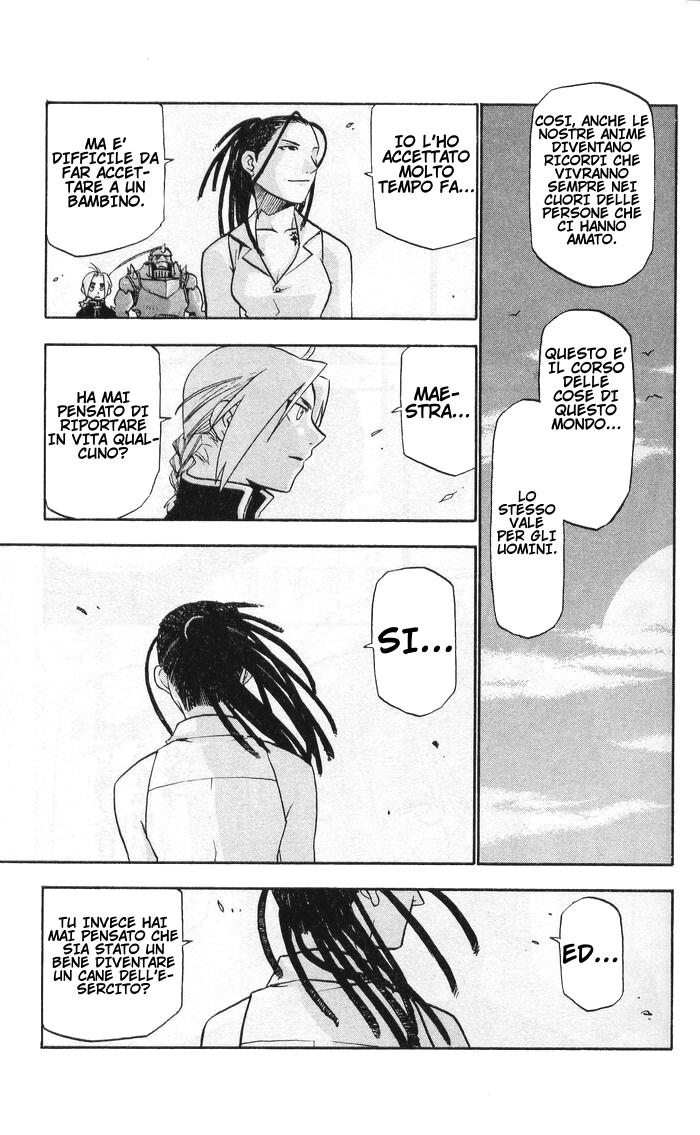 COSI, ANCHE LE
NOSTRE ANIME
DIVENTANO
RICORDI CHE
VIVRANNO
SEMPRE NEI
CUORI DELLE
PERSONE CHE
CI HANNO
AMATO.
QUESTO E'
IL CORSO
DELLE
COSE DI
QUESTO
MONDO...
LO
STESSO
VALE
PER GLI
UOMINI.
IO L'HO
ACCETTATO
MOLTO
TEMPO FA...
MA E'
DIFFICILE DA
FAR ACCET-
TARE A UN
BAMBINO.
MAE-
STRA...
HA MAI
PENSATO DI
RIPORTARE
IN VITA QUAL-
CUNO?
SI...
ED...
TU INVECE HAI
MAI PENSATO CHE
SIA STATO UN
BENE DIVENTARE
UN CANE DELL'E-
SERCITO?